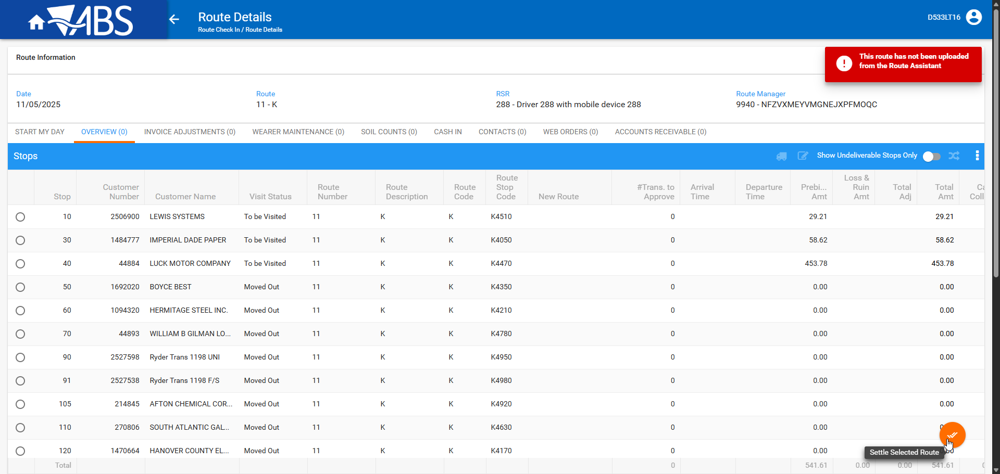 ABS
Route Details
Route Check In / Route Details
D533LT16
Route Information
This route has not been uploaded
from the Route Assistant
Date
11/05/2025
Route
11 - K
RSR
288 - Driver 288 with mobile device 288
Route Manager
9940 - NFZVXMEYVMGNEJXPFMOQC
START MY DAY OVERVIEW (0) INVOICE ADJUSTMENTS (0) WEARER MAINTENANCE (0) SOIL COUNTS (0) CASH IN CONTACTS (0) WEB ORDERS (0) ACCOUNTS RECEIVABLE (0)
Stops
Show Undeliverable Stops Only
Stop
Customer
Number
Customer Name
Visit Status
Route
Number
Route
Description
Route
Code
Route
Stop
Code
New Route
#Trans. to
Approve
Arrival
Time
Departure
Time
Prebi...
Amt
Loss &
Ruin
Amt
Total
Adj
Total
Amt
10 2506900 LEWIS SYSTEMS To be Visited 11 K K K4510 0 29.21 29.21
30 1484777 IMPERIAL DADE PAPER To be Visited 11 K K K4050 0 58.62 58.62
40 44884 LUCK MOTOR COMPANY To be Visited 11 K K K4470 0 453.78 453.78
50 1692020 BOYCE BEST Moved Out 11 K K K4350 0 0.00 0.00
60 1094320 HERMITAGE STEEL INC. Moved Out 11 K K K4210 0 0.00 0.00
70 44893 WILLIAM B GILMAN LO... Moved Out 11 K K K4780 0 0.00 0.00
90 2527598 Ryder Trans 1198 UNI Moved Out 11 K K K4950 0 0.00 0.00
91 2527538 Ryder Trans 1198 F/S Moved Out 11 K K K4980 0 0.00 0.00
105 214845 AFTON CHEMICAL COR... Moved Out 11 K K K4920 0 0.00 0.00
110 270806 SOUTH ATLANTIC GAL... Moved Out 11 K K K4630 0 0.00
120 1470664 HANOVER COUNTY EL... Moved Out 11 K K K4170 0 0.00
Settle Selected Route
Total 0 541.61 0.00 0.00 541.61